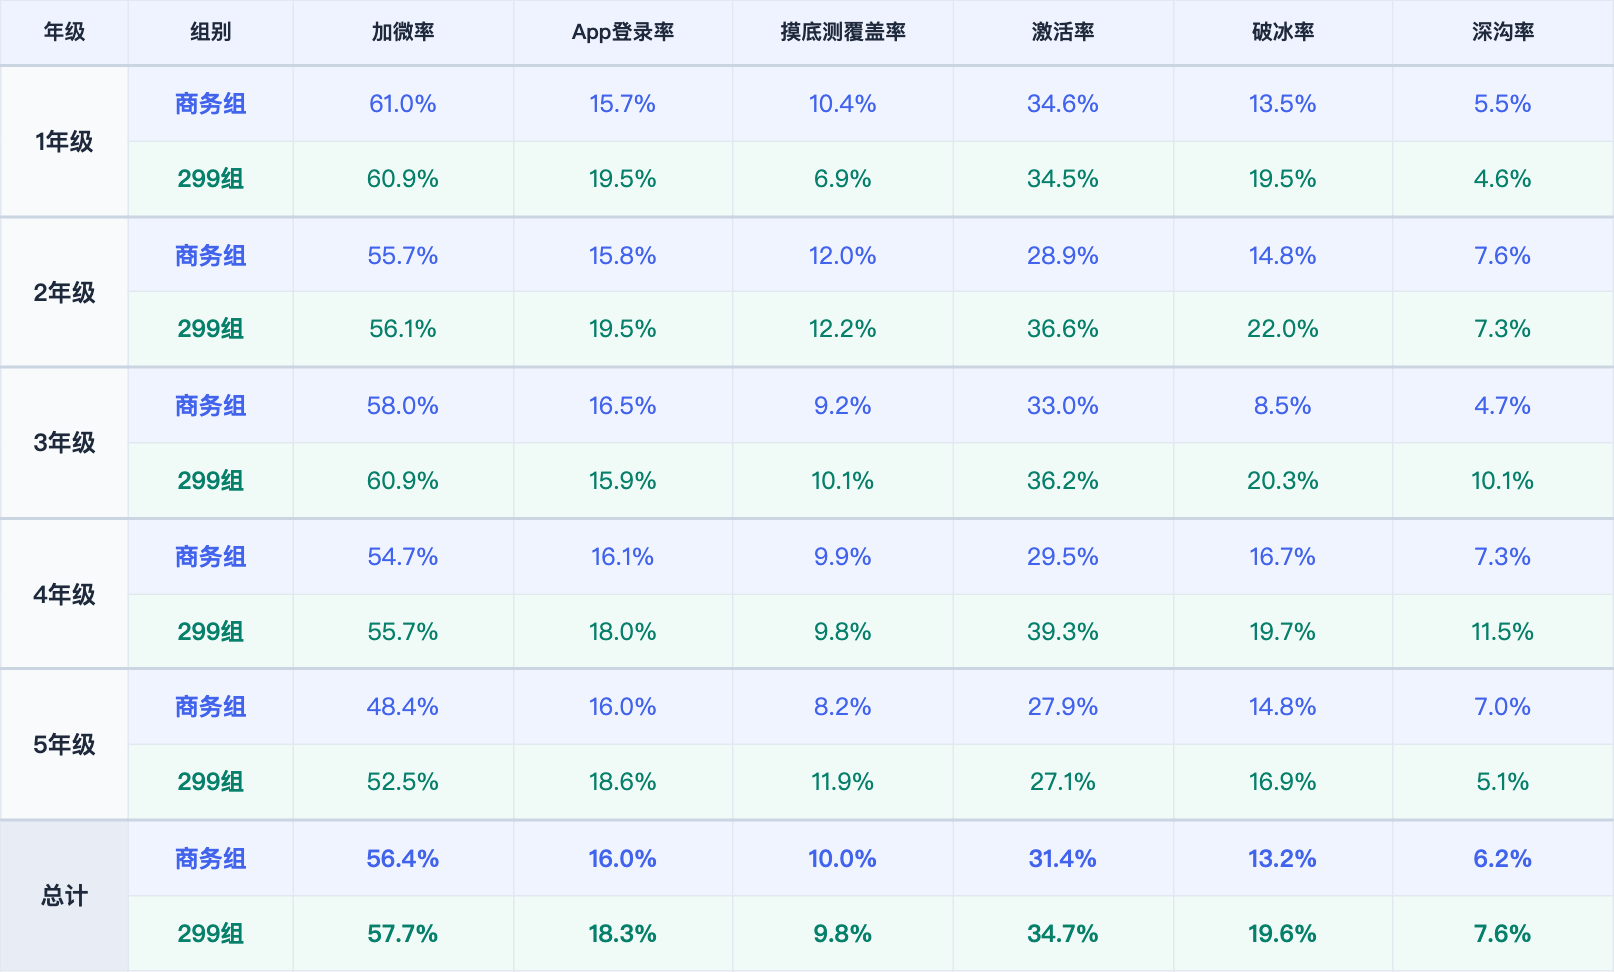 年级 组别 加微率 App登录率 摸底测覆盖率 激活率 破冰率 深沟率
1年级
商务组 61.0% 15.7% 10.4% 34.6% 13.5% 5.5%
299组 60.9% 19.5% 6.9% 34.5% 19.5% 4.6%
2年级
商务组 55.7% 15.8% 12.0% 28.9% 14.8% 7.6%
299组 56.1% 19.5% 12.2% 36.6% 22.0% 7.3%
3年级
商务组 58.0% 16.5% 9.2% 33.0% 8.5% 4.7%
299组 60.9% 15.9% 10.1% 36.2% 20.3% 10.1%
4年级
商务组 54.7% 16.1% 9.9% 29.5% 16.7% 7.3%
299组 55.7% 18.0% 9.8% 39.3% 19.7% 11.5%
5年级
商务组 48.4% 16.0% 8.2% 27.9% 14.8% 7.0%
299组 52.5% 18.6% 11.9% 27.1% 16.9% 5.1%
总计
商务组 56.4% 16.0% 10.0% 31.4% 13.2% 6.2%
299组 57.7% 18.3% 9.8% 34.7% 19.6% 7.6%